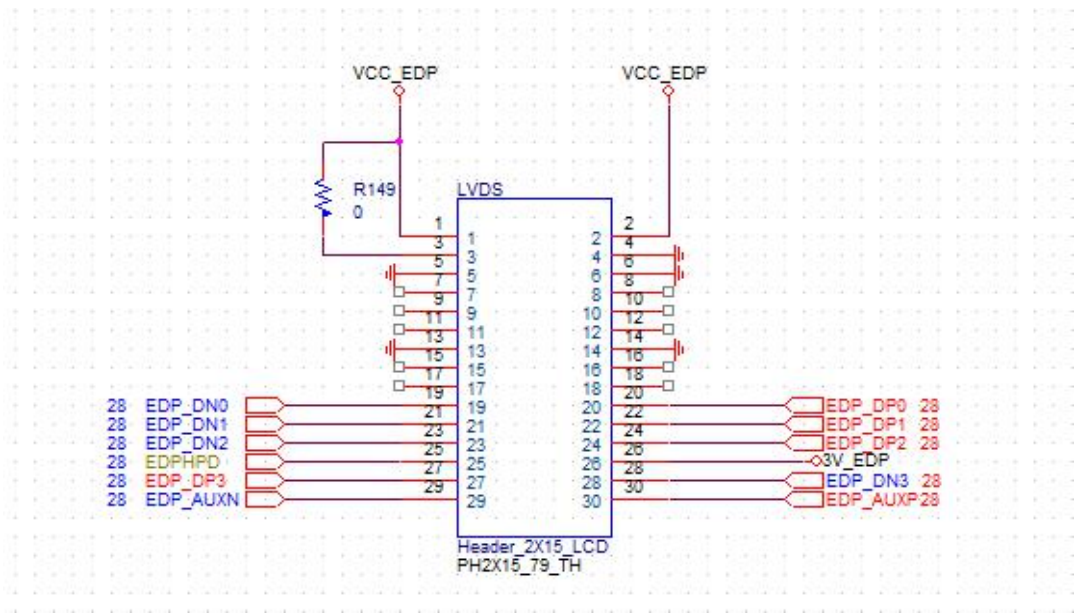 VCC_EDP VCC_EDP
R149 LVDS
0
1 2
1 2
3 4
3 4
5 6
5 6
7 8
7 8
9 10
9 10
11 12
11 12
13 14
13 14
15 16
15 16
17 18
17 18
19 20
28 EDP_DN0 19 20 EDP_DP0 28
21 22
28 EDP_DN1 21 22 EDP_DP1 28
23 24
28 EDP_DN2 23 24 EDP_DP2 28
25 26
28 EDPHPD 25 26 3V_EDP
27 28
28 EDP_DP3 27 28 EDP_DN3 28
29 30
28 EDP_AUXN 29 30 EDP_AUXP 28
Header_2X15_LCD
PH2X15_79_TH